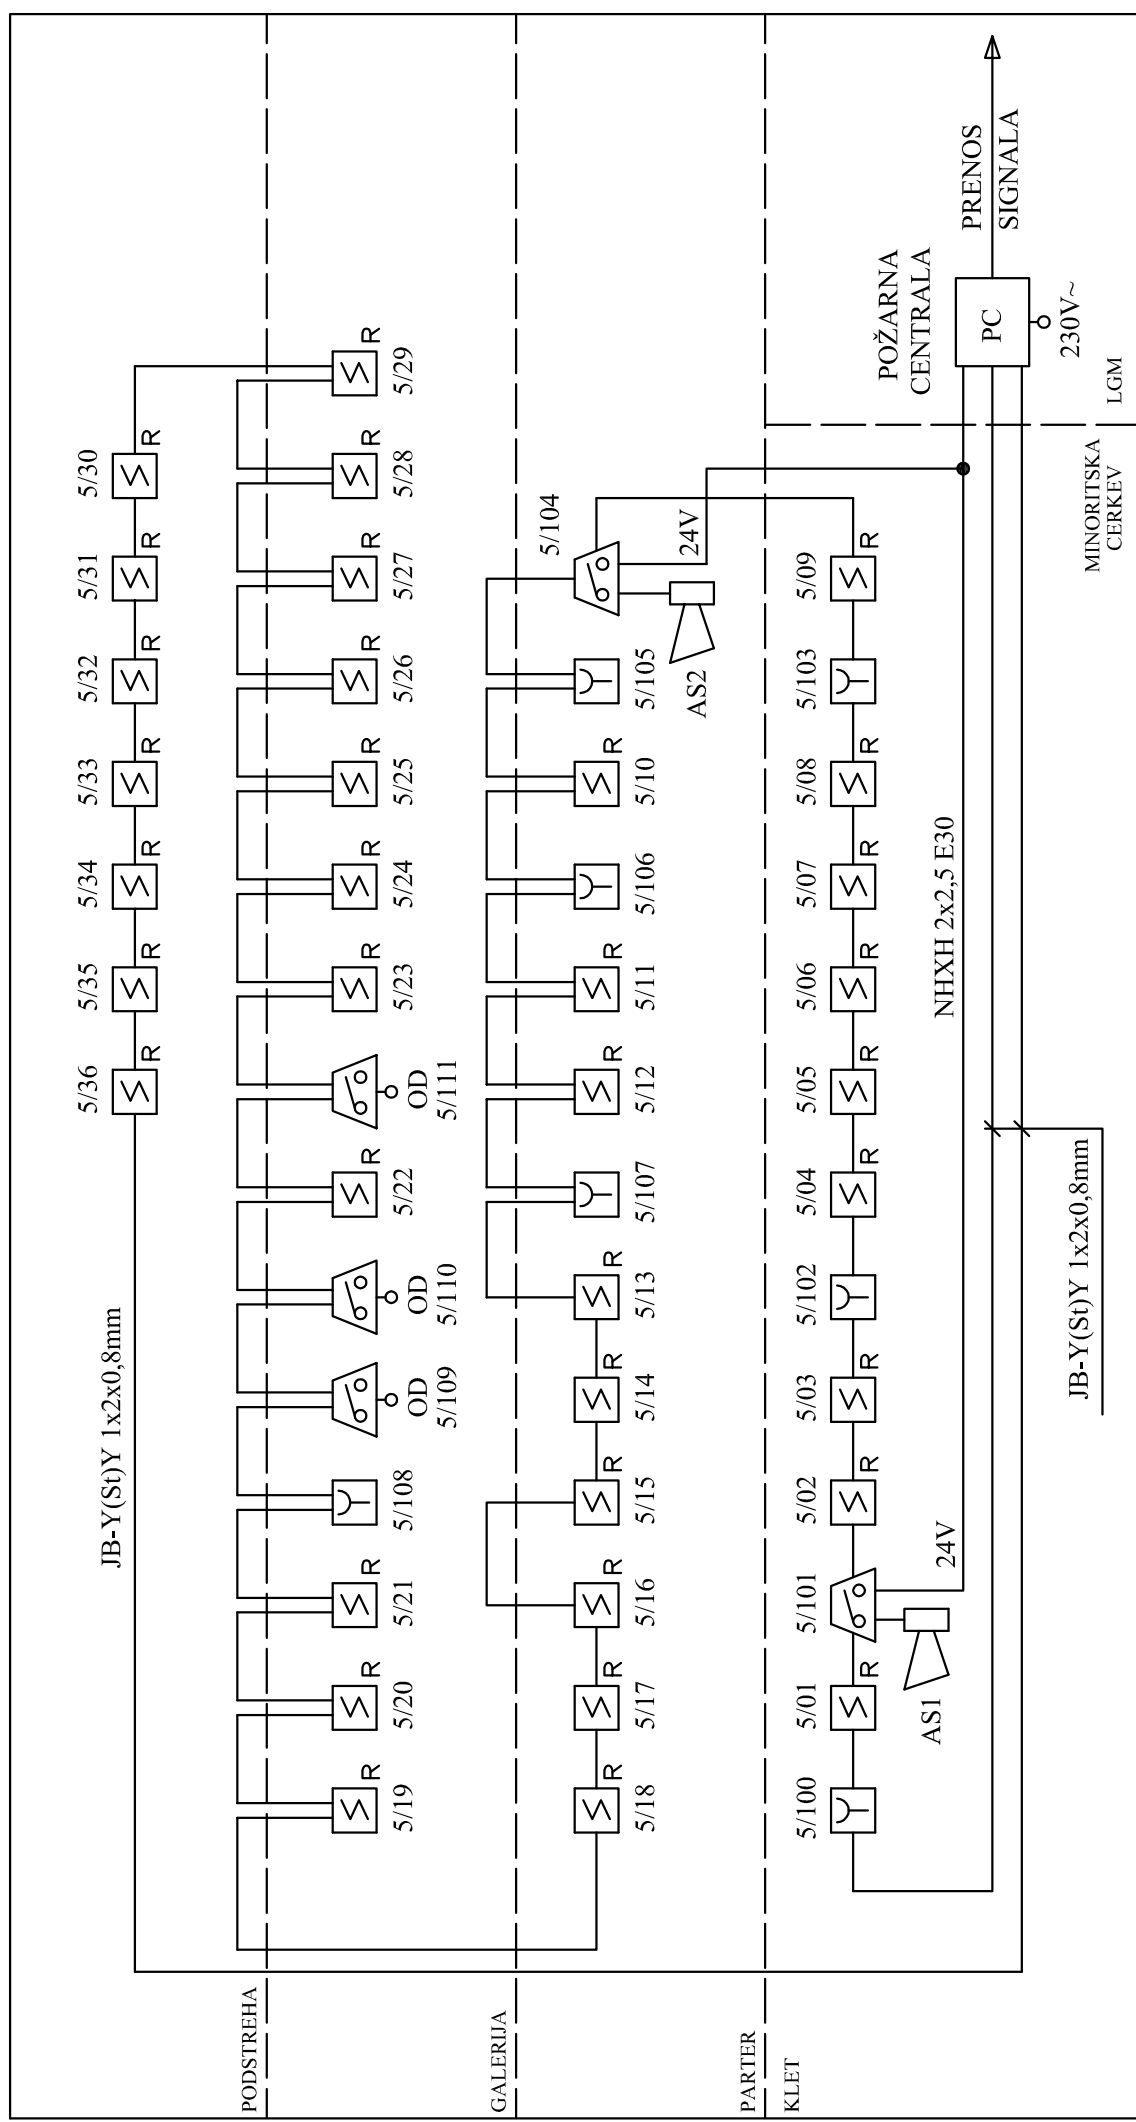 5/36
5/35
5/34
5/33
5/32
5/31
5/30
R
R
R
R
R
R
R
JB-Y(St)Y 1x2x0,8mm
PODSTREHA
R
R
R
R
R
R
R
R
R
R
R
5/19
5/20
5/21
5/108
OD
5/109
OD
5/110
5/22
OD
5/111
5/23
5/24
5/25
5/26
5/27
5/28
5/29
GALERIJA
5/104
R
R
R
R
R
R
R
R
R
5/18
5/17
5/16
5/15
5/14
5/13
5/107
5/12
5/11
5/106
5/10
5/105
24V
AS2
PARTER
KLET
5/100
5/01
5/101
5/02
5/03
5/102
5/04
5/05
5/06
5/07
5/08
5/103
5/09
R
R
R
R
R
R
R
R
R
AS1
24V
NHXH 2x2,5 E30
POŽARNA
CENTRALA
PRENOS
SIGNALA
PC
230V~
JB-Y(St)Y 1x2x0,8mm
MINORITSKA
CERKEV
LGM